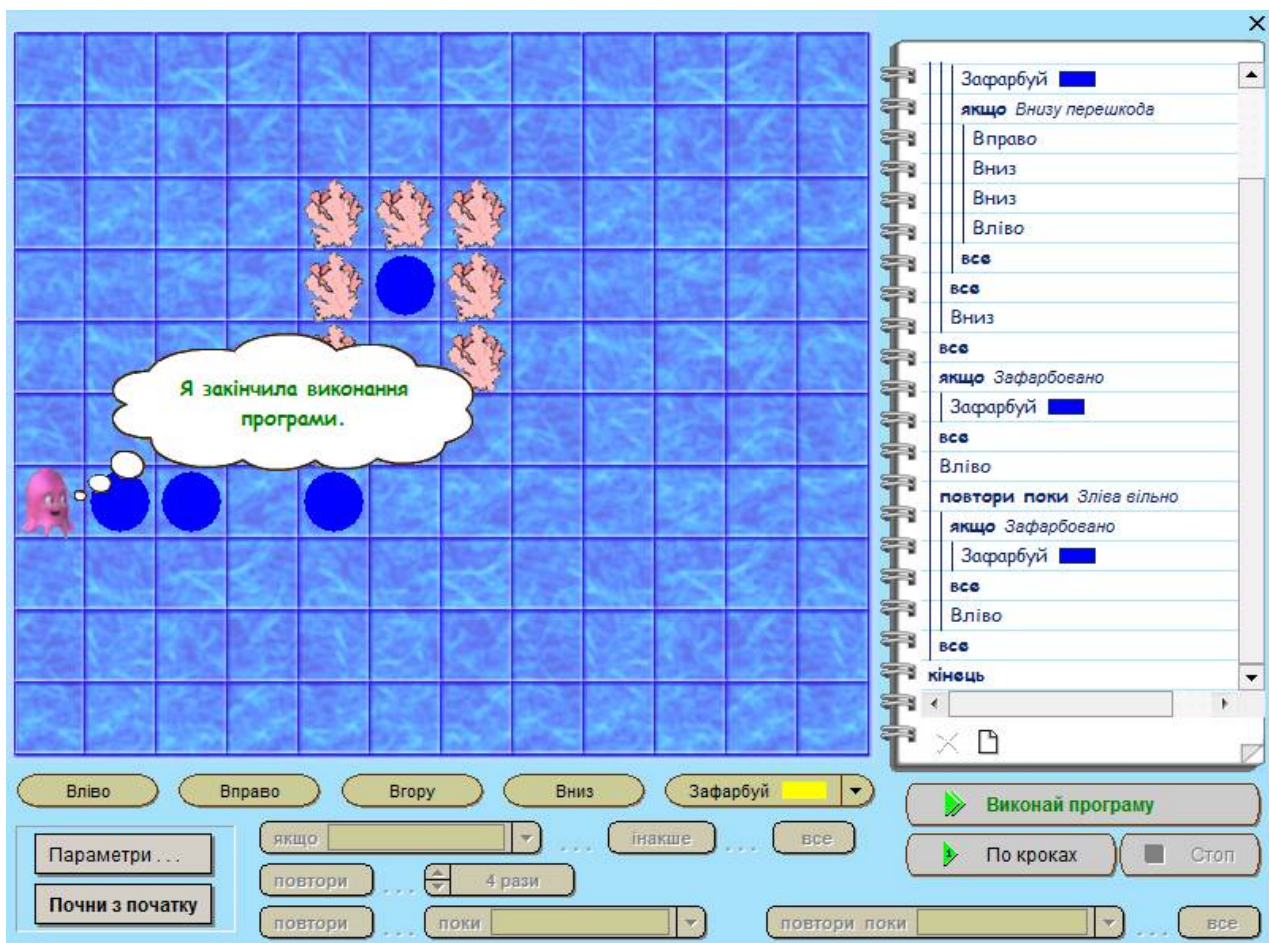 Зафарбуй
якщо Внизу перешкода
Вправо
Вниз
Вниз
Вліво
все
все
Вниз
все
якщо Зафарбовано
Зафарбуй
все
Вліво
повтори поки Зліва вільно
якщо Зафарбовано
Зафарбуй
все
Вліво
все
кінець
Я закінчила виконання
програми.
Вліво Вправо Вгору Вниз Зафарбуй
Виконай програму
По кроках Стоп
Параметри . . .
Почни з початку
якщо . . . інакше . . . все
повтори . . . 4 рази
повтори . . . поки повтори поки . . . все